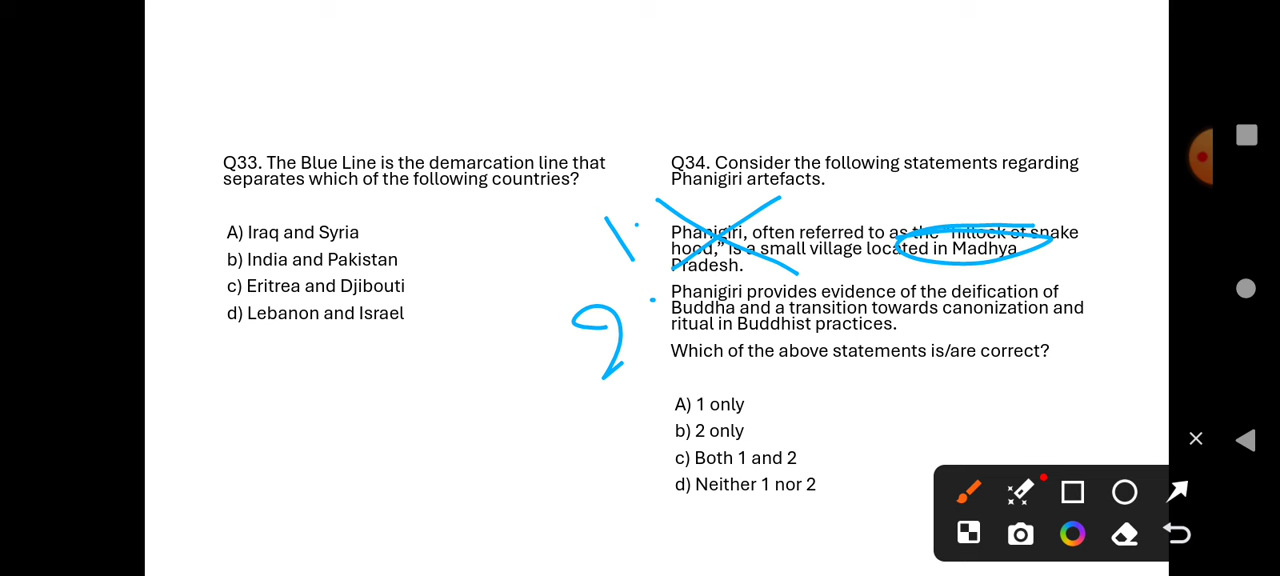 Q33. The Blue Line is the demarcation line that
separates which of the following countries?
A) Iraq and Syria
b) India and Pakistan
c) Eritrea and Djibouti
d) Lebanon and Israel
Q34. Consider the following statements regarding
Phanigiri artefacts.
1.
Phanigiri, often referred to as the "hillock of snake
hood," is a small village located in Madhya
Pradesh.
2
Phanigiri provides evidence of the deification of
Buddha and a transition towards canonization and
ritual in Buddhist practices.
Which of the above statements is/are correct?
A) 1 only
b) 2 only
c) Both 1 and 2
d) Neither 1 nor 2